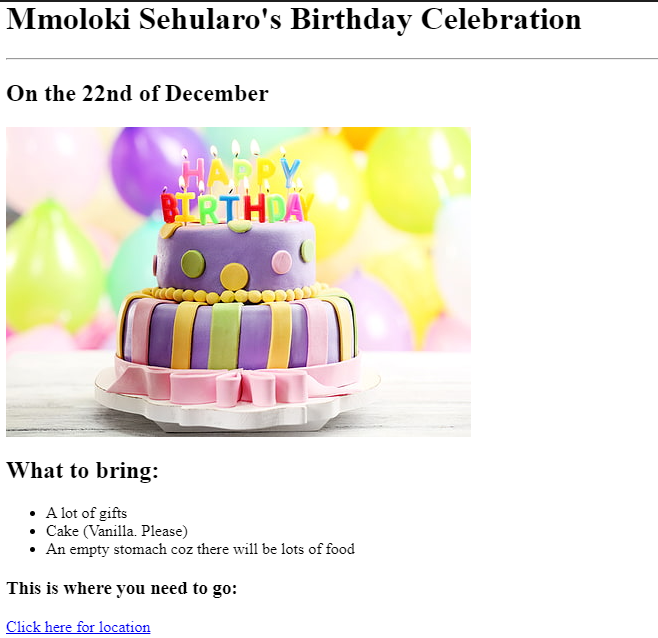 Mmoloki Sehularo's Birthday Celebration
On the 22nd of December
HAPPY
BIRTHDAY
What to bring:
A lot of gifts
Cake (Vanilla. Please)
An empty stomach coz there will be lots of food
This is where you need to go:
Click here for location